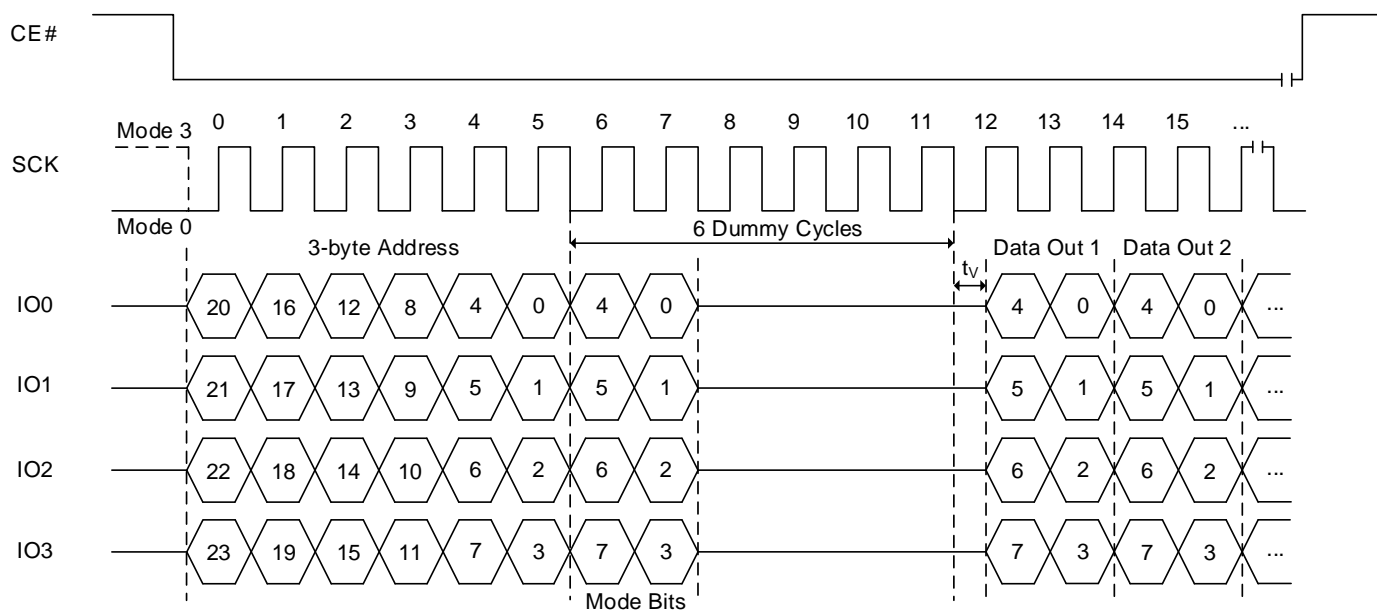 CE#
Mode 3 0 1 2 3 4 5 6 7 8 9 10 11 12 13 14 15 ...
SCK
Mode 0
6 Dummy Cycles
3-byte Address
Data Out 1 Data Out 2
tV
IO0 20 16 12 8 4 0 4 0 4 0 4 0 ...
IO1 21 17 13 9 5 1 5 1 5 1 5 1 ...
IO2 22 18 14 10 6 2 6 2 6 2 6 2 ...
IO3 23 19 15 11 7 3 7 3 7 3 7 3 ...
Mode Bits